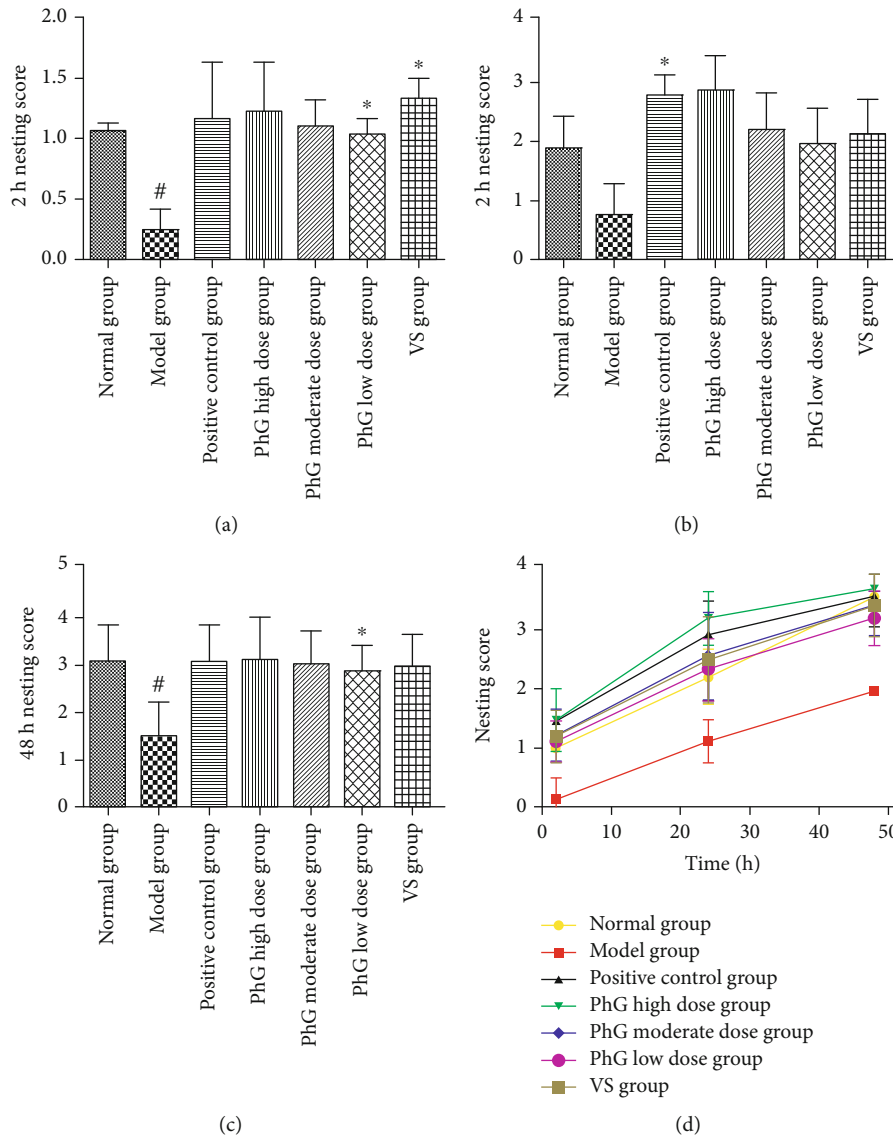 2.0
1.5
1.0
0.5
0.0
2 h nesting score
#
*
*
Normal group
Model group
Positive control group
PhG high dose group
PhG moderate dose group
PhG low dose group
VS group
(a)
4
3
2
1
0
2 h nesting score
*
Normal group
Model group
Positive control group
PhG high dose group
PhG moderate dose group
PhG low dose group
VS group
(b)
5
4
3
2
1
0
48 h nesting score
#
*
Normal group
Model group
Positive control group
PhG high dose group
PhG moderate dose group
PhG low dose group
VS group
(c)
4
3
2
1
0
Nesting score
0 10 20 30 40 50
Time (h)
Normal group
Model group
Positive control group
PhG high dose group
PhG moderate dose group
PhG low dose group
VS group
(d)